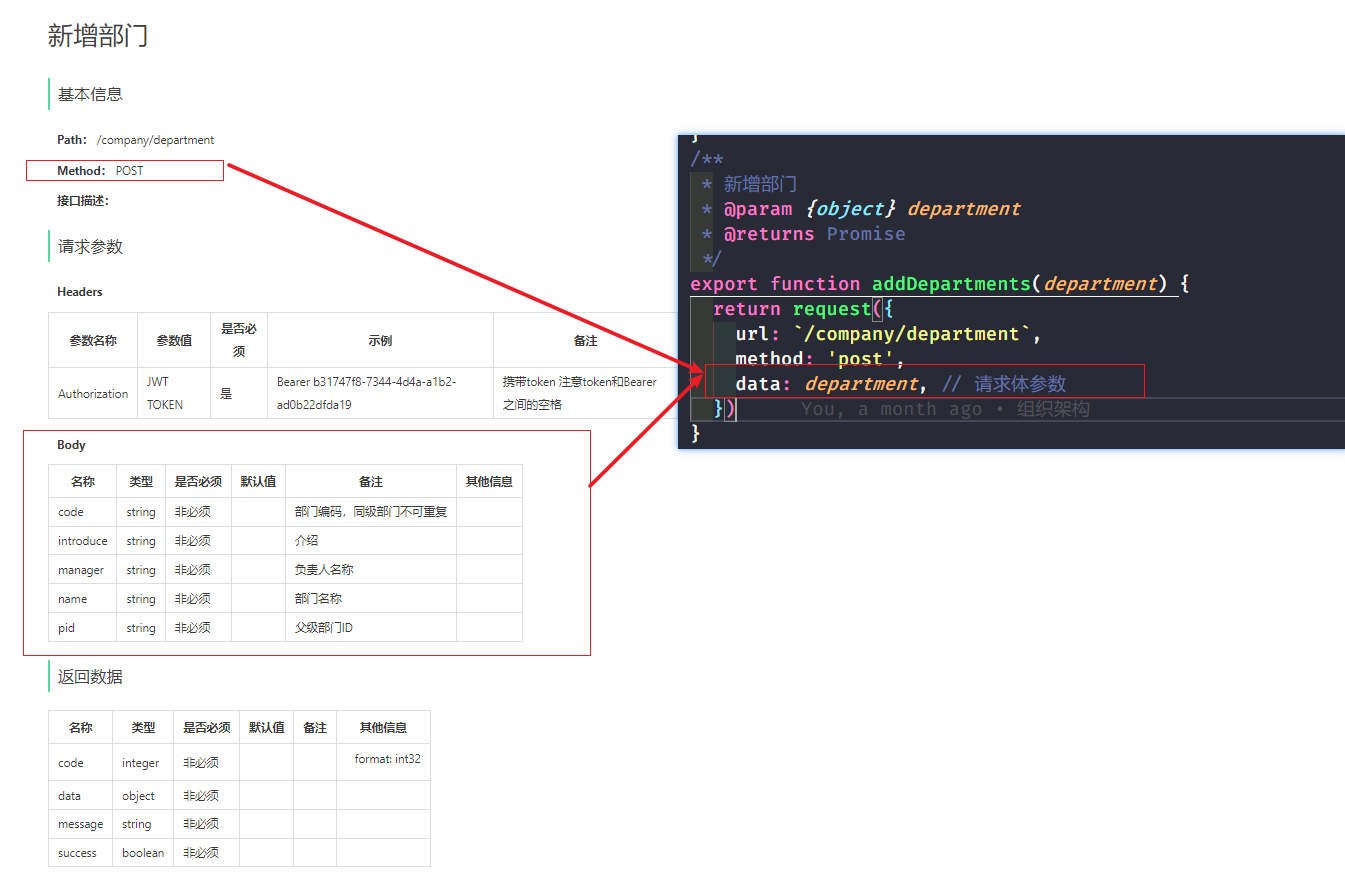 新增部门
基本信息
Path: /company/department
Method: POST
接口描述:
请求参数
Headers
参数名称 参数值 是否必须 示例 备注
Authorization JWT TOKEN 是 Bearer b31747f8-7344-4d4a-a1b2-ad0b22dfda19 携带token 注意token和Bearer之间的空格
Body
名称 类型 是否必须 默认值 备注 其他信息
code string 非必须 部门编码，同级部门不可重复
introduce string 非必须 介绍
manager string 非必须 负责人名称
name string 非必须 部门名称
pid string 非必须 父级部门ID
返回数据
名称 类型 是否必须 默认值 备注 其他信息
code integer 非必须 format: int32
data object 非必须
message string 非必须
success boolean 非必须
}
/**
* 新增部门
* @param {object} department
* @returns Promise
*/
export function addDepartments(department) {
return request({
url: `/company/department`,
method: 'post',
data: department, // 请求体参数
}) You, a month ago • 组织架构
}